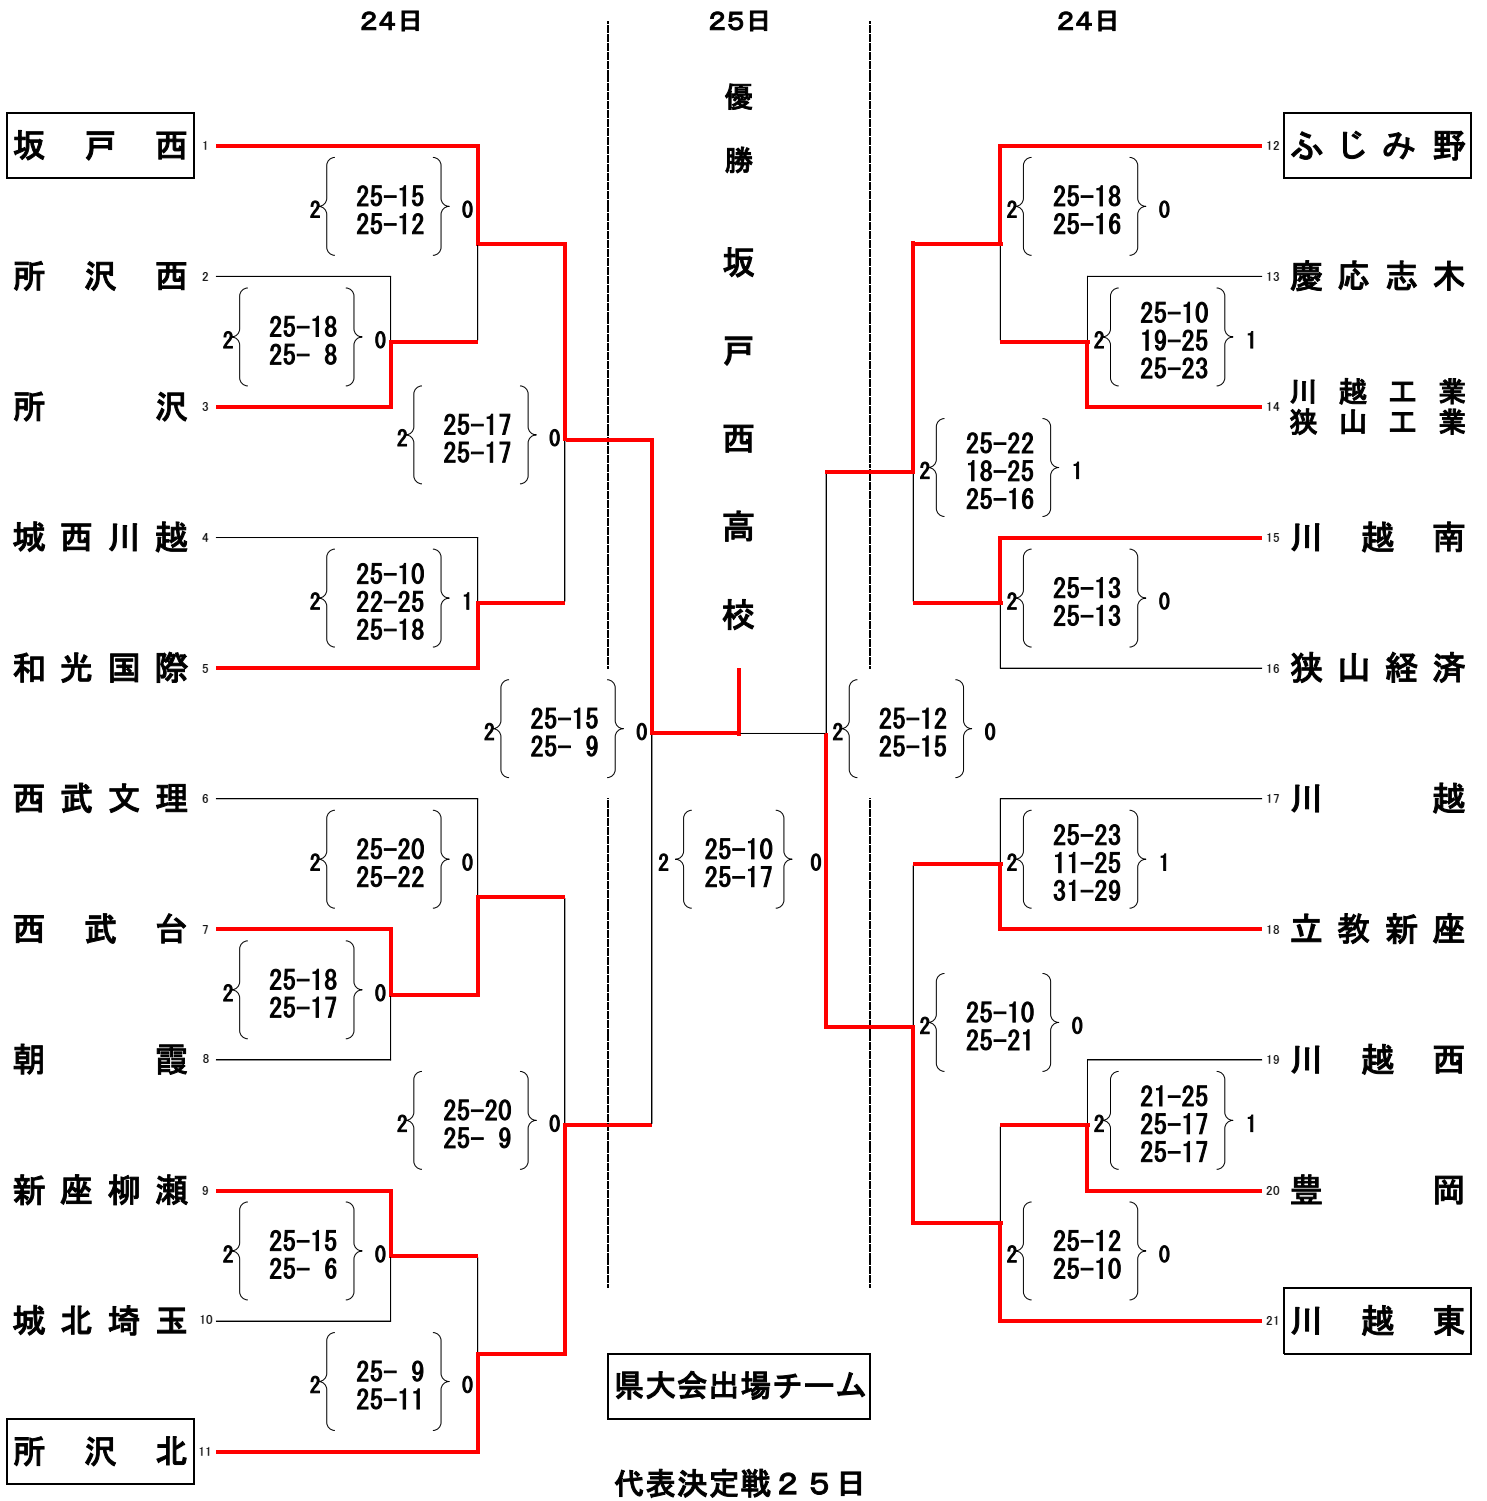 24日
25日
24日
優勝 坂戸西高校
坂戸西 1
2 25-15 0
25-12
所沢西 2
2 25-18 0
25- 8
所沢 3
2 25-17 0
25-17
城西川越 4
2 25-10 1
22-25
25-18
和光国際 5
2 25-15 0
25- 9
西武文理 6
2 25-20 0
25-22
西武台 7
2 25-18 0
25-17
朝霞 8
2 25-20 0
25- 9
新座柳瀬 9
2 25-15 0
25- 6
城北埼玉 10
2 25- 9 0
25-11
所沢北 11
2 25-10 0
25-17
12 ふじみ野
2 25-18 0
25-16
13 慶応志木
2 25-10 1
19-25
25-23
14 川越工業
狭山工業
2 25-22 1
18-25
25-16
15 川越南
2 25-13 0
25-13
16 狭山経済
2 25-12 0
25-15
17 川越
2 25-23 1
11-25
31-29
18 立教新座
2 25-10 0
25-21
19 川越西
2 21-25 1
25-17
25-17
20 豊岡
2 25-12 0
25-10
21 川越東
県大会出場チーム
代表決定戦２５日